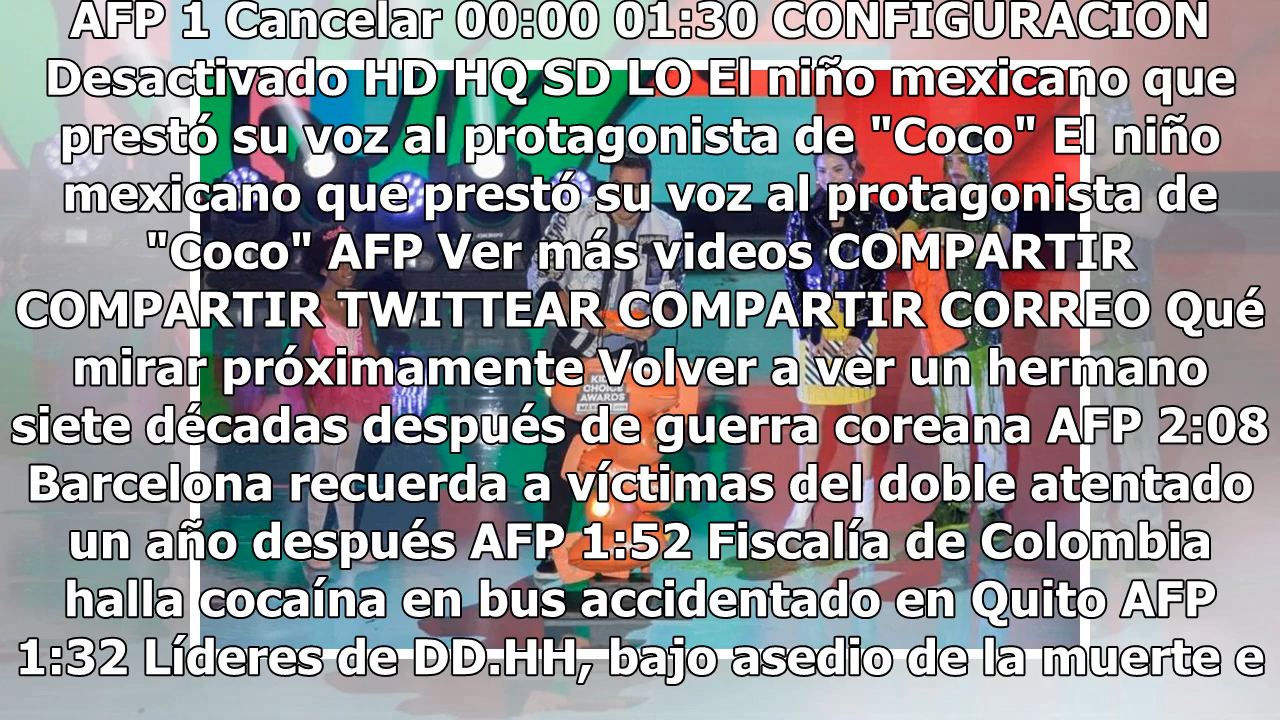 AFP 1 Cancelar 00:00 01:30 CONFIGURACIÓN
Desactivado HD HQ SD LO El niño mexicano que
prestó su voz al protagonista de "Coco" El niño
mexicano que prestó su voz al protagonista de
"Coco" AFP Ver más videos COMPARTIR
COMPARTIR TWITTEAR COMPARTIR CORREO Qué
mirar próximamente Volver a ver un hermano
siete décadas después de guerra coreana AFP 2:08
Barcelona recuerda a víctimas del doble atentado
un año después AFP 1:52 Fiscalía de Colombia
halla cocaína en bus accidentado en Quito AFP
1:32 Líderes de DD.HH, bajo asedio de la muerte e
KIDS
CHOICE
AWARDS